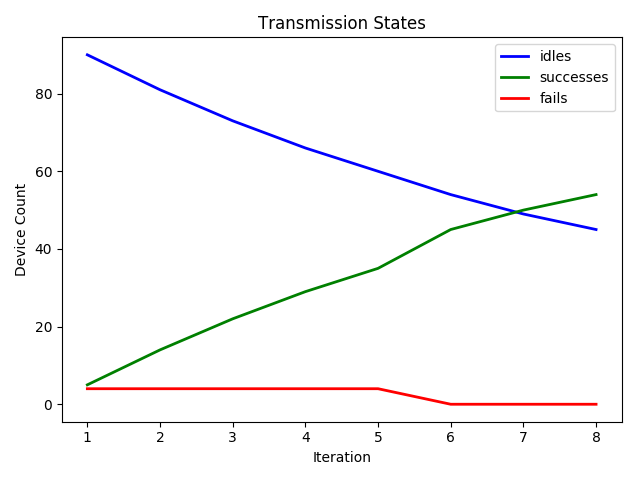 Transmission States
idles
successes
fails
Device Count
80
60
40
20
0
1 2 3 4 5 6 7 8
Iteration